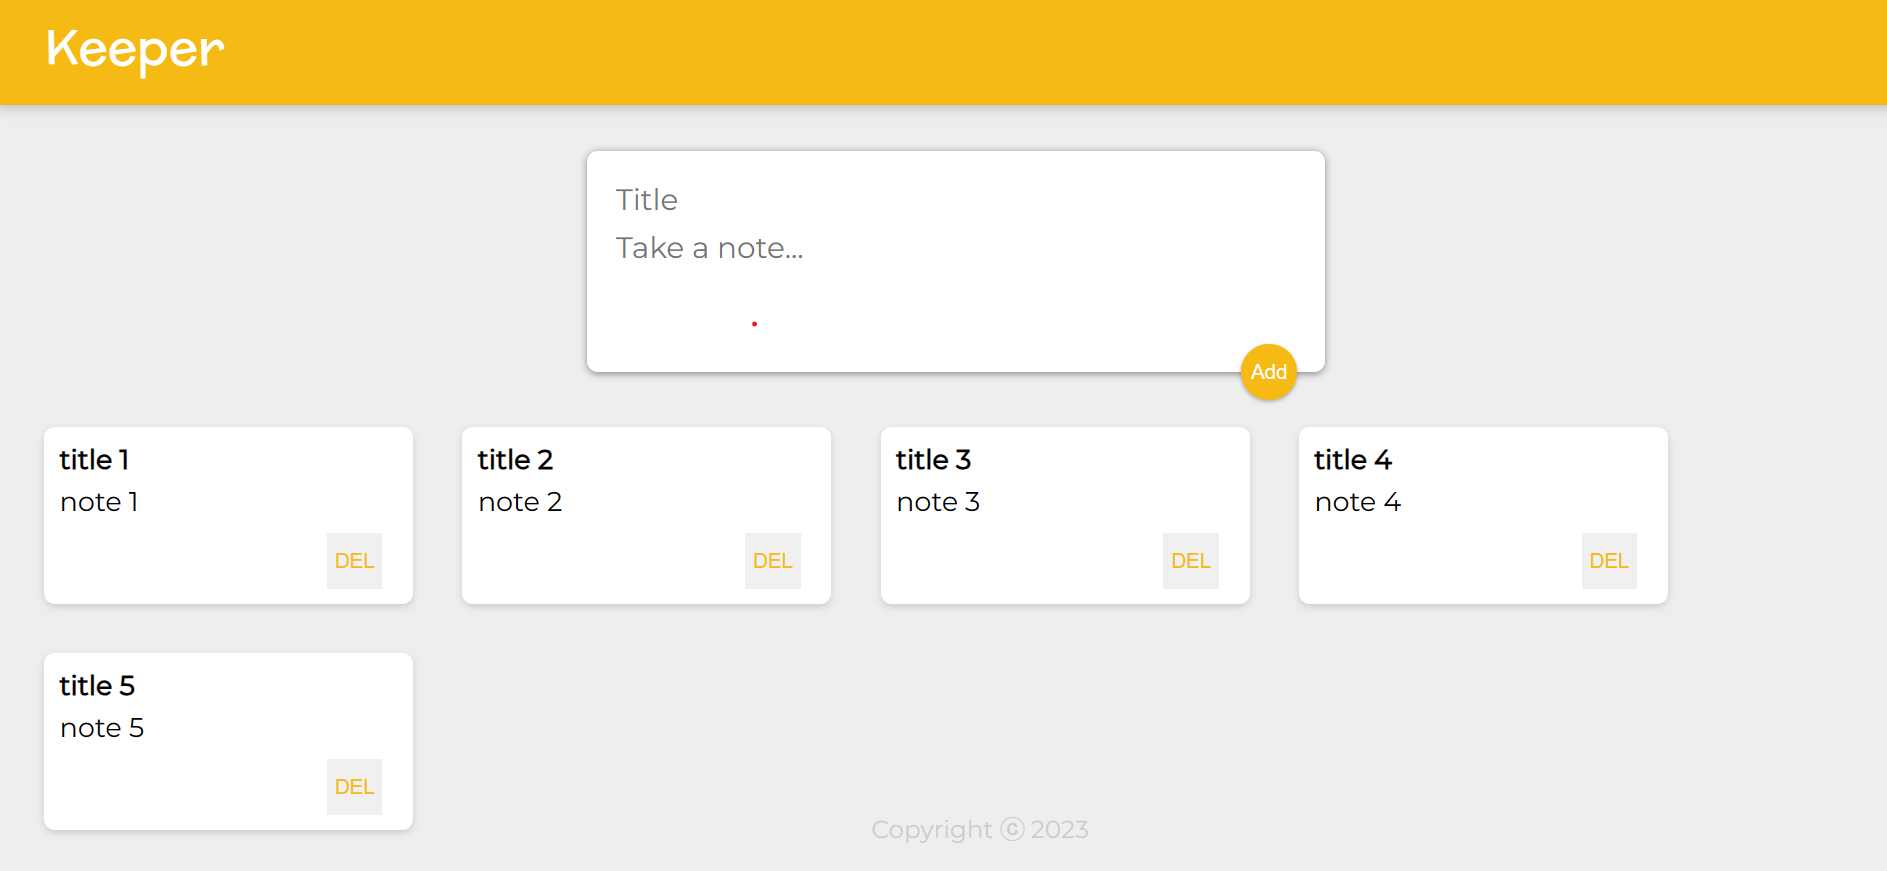 Keeper
Title
Take a note...
Add
title 1
note 1
DEL
title 2
note 2
DEL
title 3
note 3
DEL
title 4
note 4
DEL
title 5
note 5
DEL
Copyright ⓒ 2023